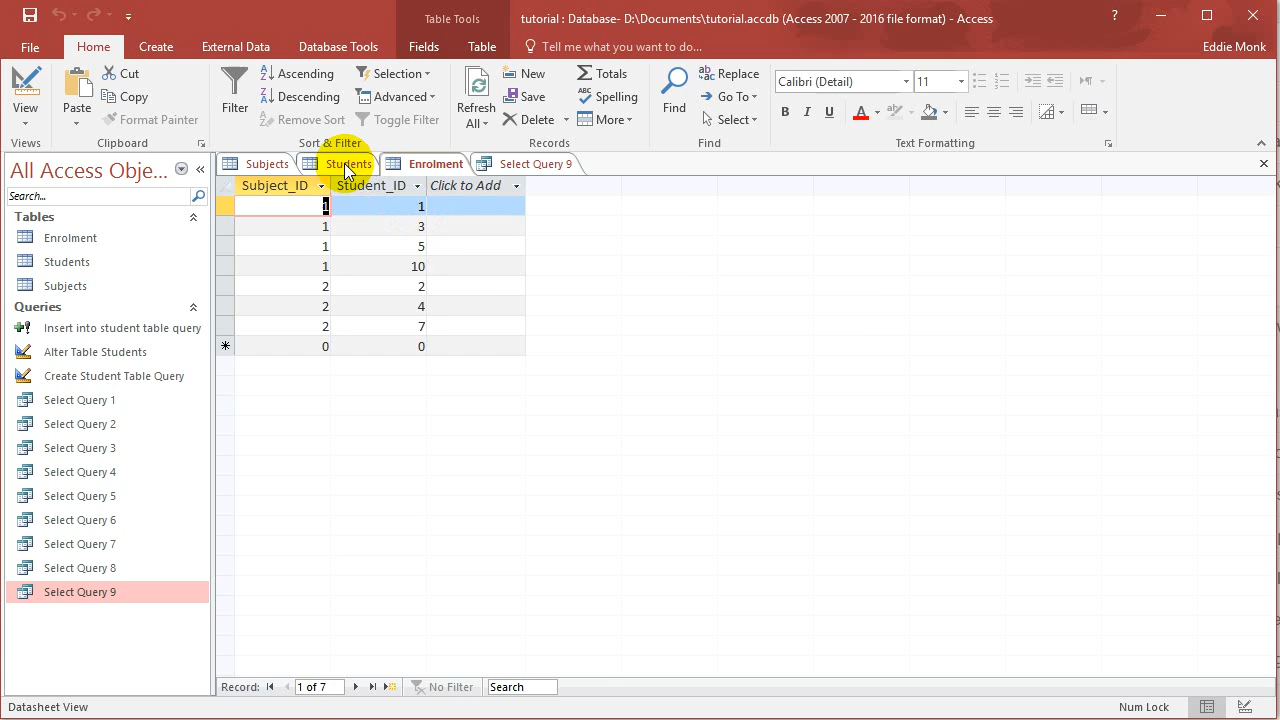 Table Tools
tutorial : Database- D:\Documents\tutorial.accdb (Access 2007 - 2016 file format) - Access
?
File
Home
Create
External Data
Database Tools
Fields
Table
Tell me what you want to do...
Eddie Monk
View
Views
Paste
Cut
Copy
Format Painter
Clipboard
Filter
Ascending
Descending
Remove Sort
Selection
Advanced
Toggle Filter
Sort & Filter
Refresh
All
New
Save
Delete
Totals
Spelling
More
Records
Find
Replace
Go To
Select
Find
Calibri (Detail)
11
B I U
A
Text Formatting
All Access Obje...
Search...
Tables
Enrolment
Students
Subjects
Queries
Insert into student table query
Alter Table Students
Create Student Table Query
Select Query 1
Select Query 2
Select Query 3
Select Query 4
Select Query 5
Select Query 6
Select Query 7
Select Query 8
Select Query 9
Subjects
Students
Enrolment
Select Query 9
Subject_ID Student_ID Click to Add
1 1
1 3
1 5
1 10
2 2
2 4
2 7
0 0
Record:
1 of 7
No Filter
Search
Datasheet View
Num Lock